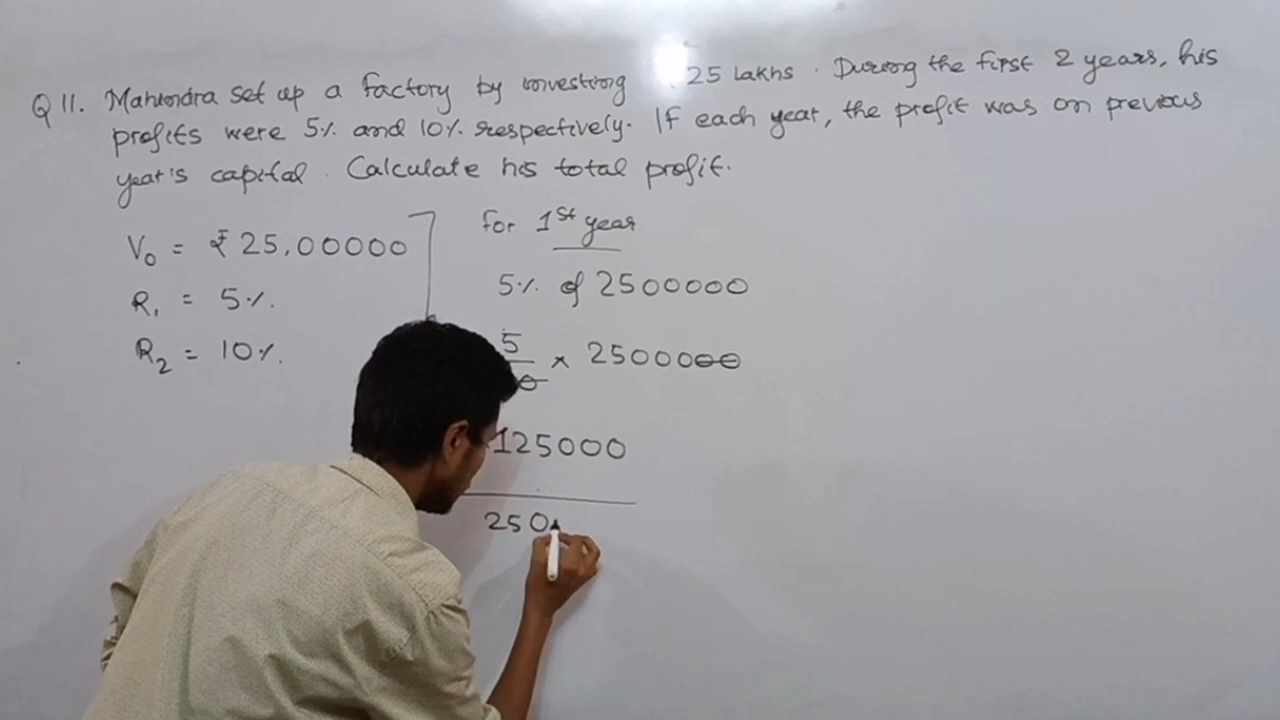 Q 11. Mahendra set up a factory by investing 25 Lakhs. During the first 2 years, his
profits were 5% and 10% respectively. If each year, the profit was on previous
year's capital. Calculate his total profit.
V₀ = ₹ 25,00000
R₁ = 5%.
R₂ = 10%.
For 1st year
5% of 2500000
5 × 2500000
125000
250